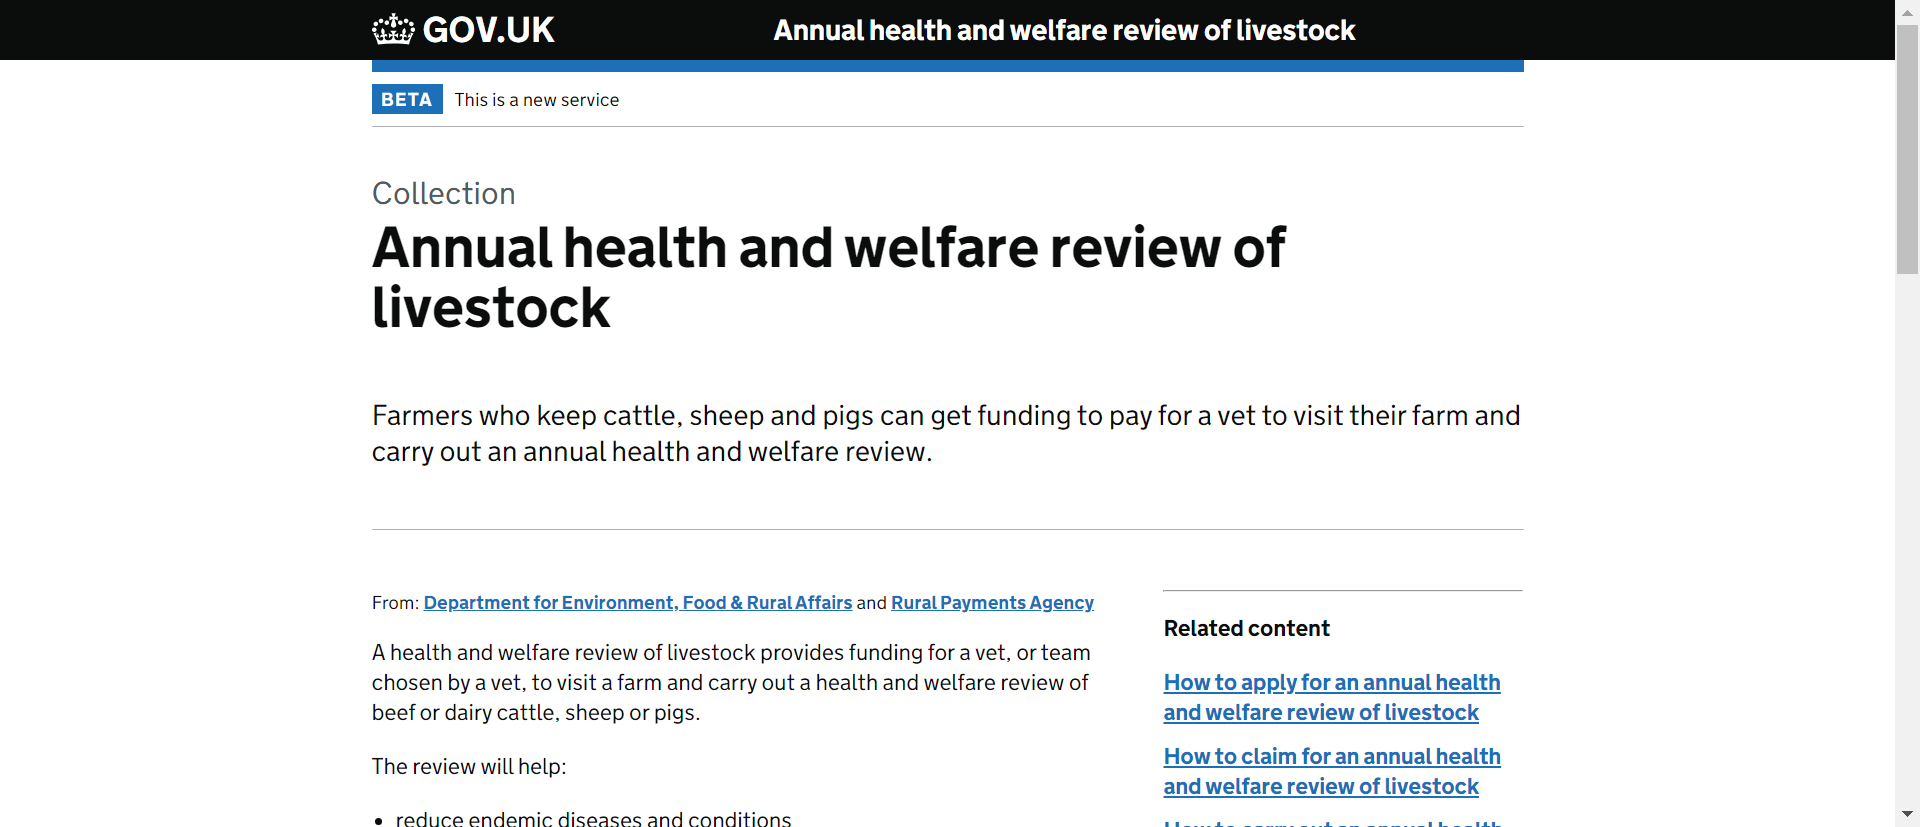 GOV.UK
Annual health and welfare review of livestock
BETA This is a new service
Collection
Annual health and welfare review of
livestock
Farmers who keep cattle, sheep and pigs can get funding to pay for a vet to visit their farm and
carry out an annual health and welfare review.
From: Department for Environment, Food & Rural Affairs and Rural Payments Agency
A health and welfare review of livestock provides funding for a vet, or team
chosen by a vet, to visit a farm and carry out a health and welfare review of
beef or dairy cattle, sheep or pigs.
The review will help:
• reduce endemic diseases and conditions
Related content
How to apply for an annual health
and welfare review of livestock
How to claim for an annual health
and welfare review of livestock